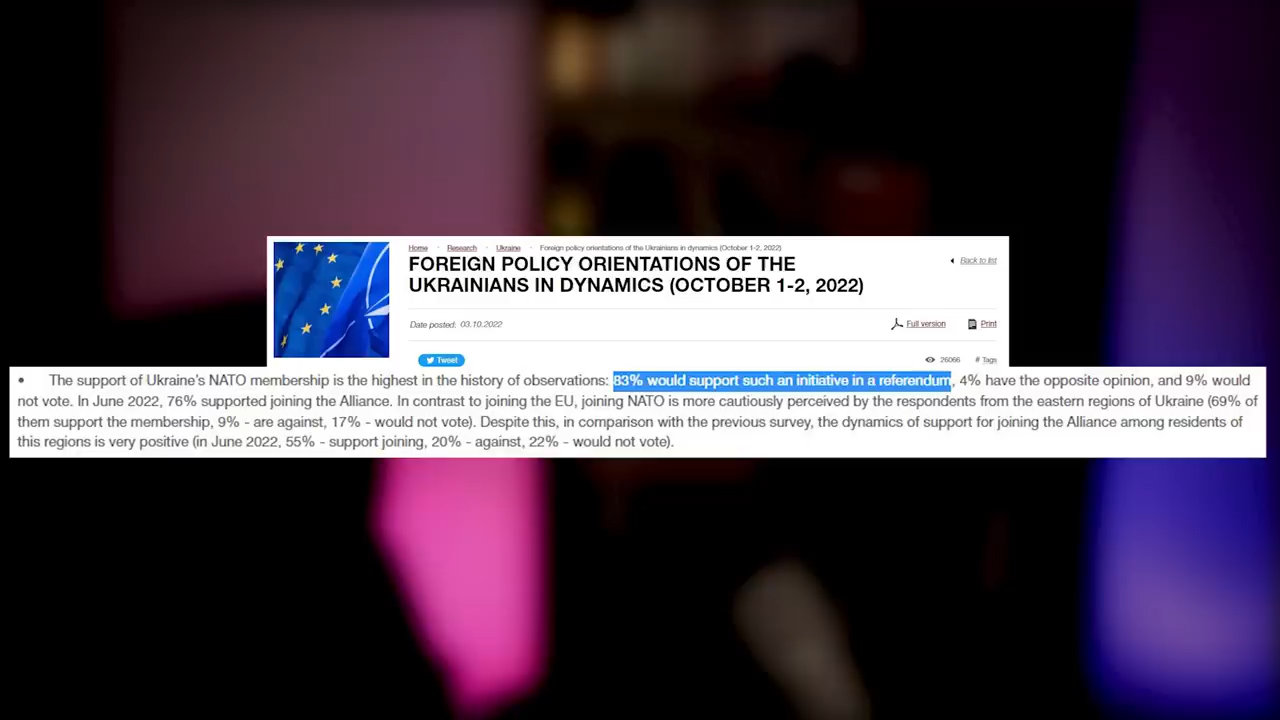 Home - Research - Ukraine - Foreign policy orientations of the Ukrainians in dynamics (October 1-2, 2022)
FOREIGN POLICY ORIENTATIONS OF THE
UKRAINIANS IN DYNAMICS (OCTOBER 1-2, 2022)
Back to list
Date posted: 03.10.2022
Full version
Print
Tweet
26066
# Tags
• The support of Ukraine's NATO membership is the highest in the history of observations: 83% would support such an initiative in a referendum, 4% have the opposite opinion, and 9% would
not vote. In June 2022, 76% supported joining the Alliance. In contrast to joining the EU, joining NATO is more cautiously perceived by the respondents from the eastern regions of Ukraine (69% of
them support the membership, 9% - are against, 17% - would not vote). Despite this, in comparison with the previous survey, the dynamics of support for joining the Alliance among residents of
this regions is very positive (in June 2022, 55% - support joining, 20% - against, 22% - would not vote).